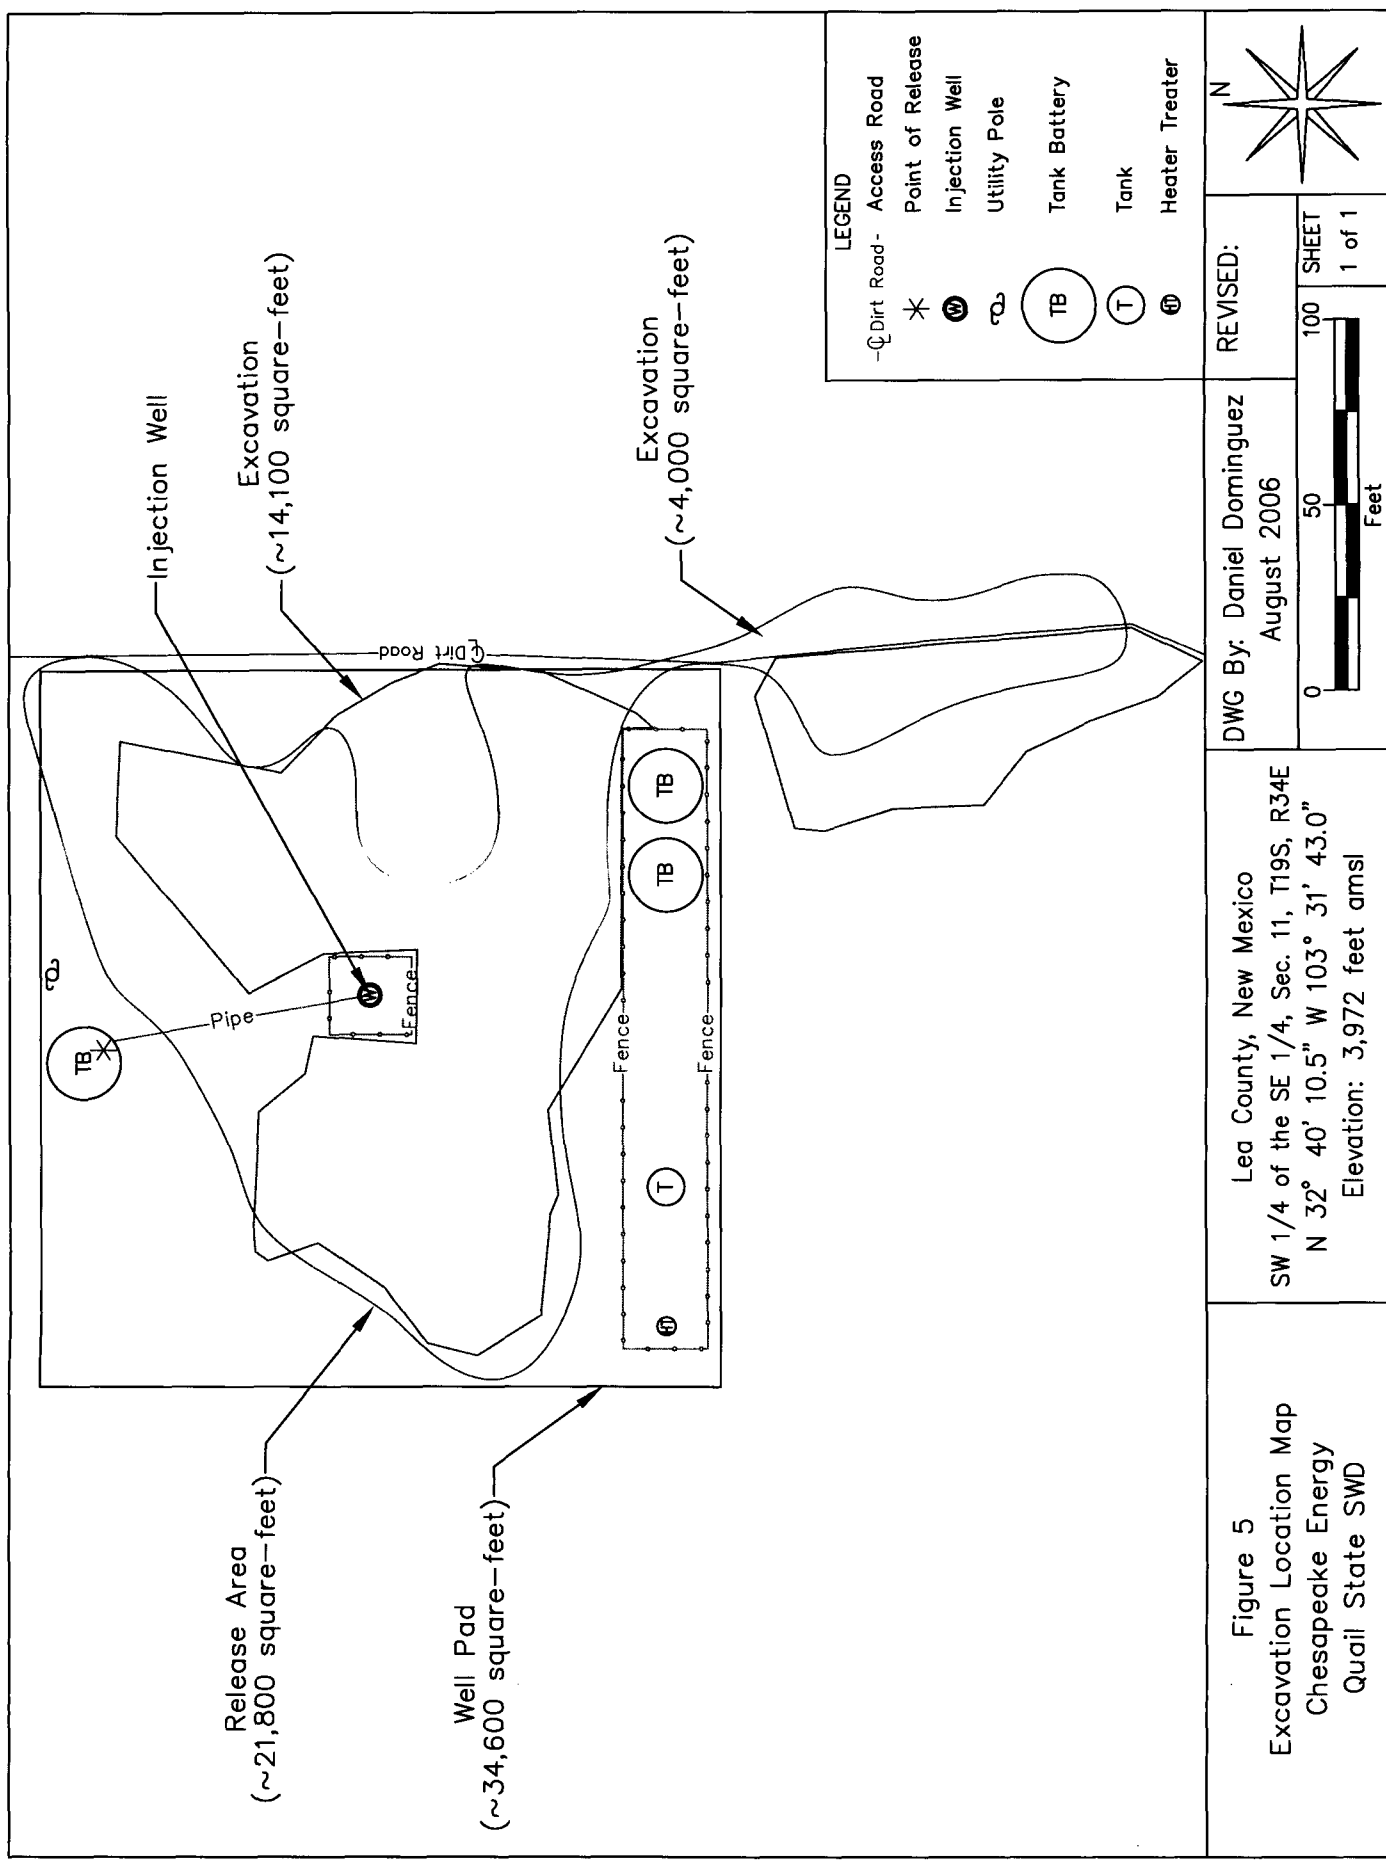 Injection Well
Excavation
(~14,100 square-feet)
Excavation
(~4,000 square-feet)
Release Area
(~21,800 square-feet)
Well Pad
(~34,600 square-feet)
℄ Dirt Road
TB
Pipe
W
Fence
Fence
Fence
TB
TB
T
HT
LEGEND
-℄ Dirt Road- Access Road
Point of Release
W Injection Well
Utility Pole
TB Tank Battery
T Tank
HT Heater Treater
Figure 5
Excavation Location Map
Chesapeake Energy
Quail State SWD
Lea County, New Mexico
SW 1/4 of the SE 1/4, Sec. 11, T19S, R34E
N 32° 40' 10.5" W 103° 31' 43.0"
Elevation: 3,972 feet amsl
DWG By: Daniel Dominguez
August 2006
REVISED:
0 50 100
Feet
SHEET
1 of 1
N